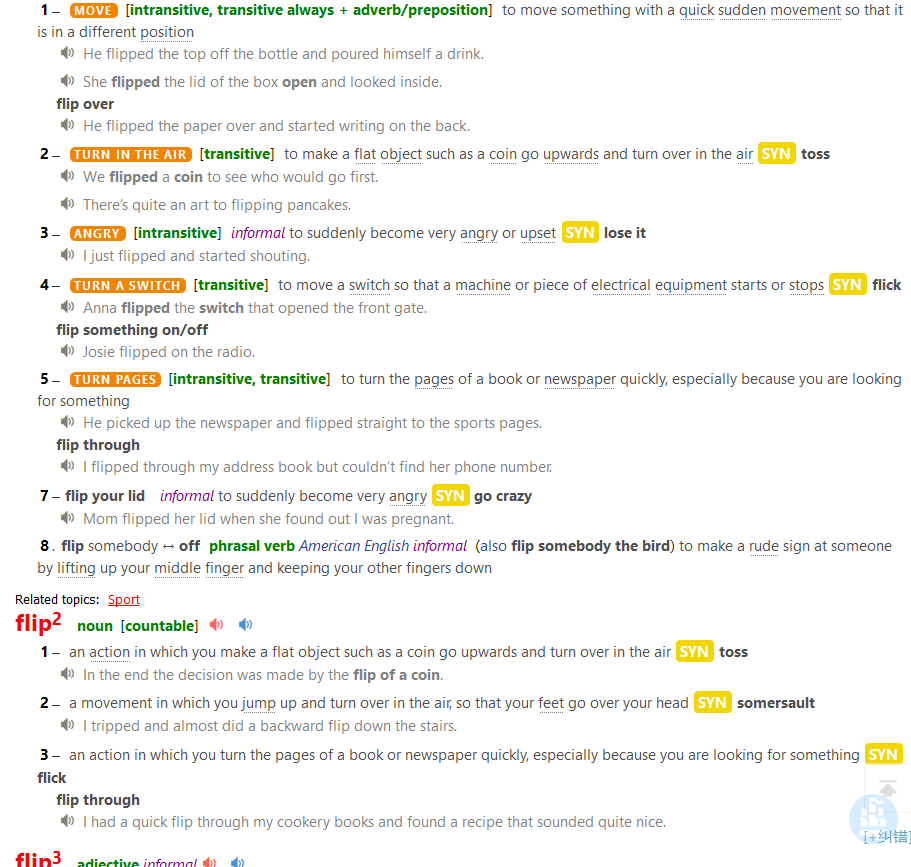 1 – MOVE [intransitive, transitive always + adverb/preposition] to move something with a quick sudden movement so that it
is in a different position
He flipped the top off the bottle and poured himself a drink.
She flipped the lid of the box open and looked inside.
flip over
He flipped the paper over and started writing on the back.
2 – TURN IN THE AIR [transitive] to make a flat object such as a coin go upwards and turn over in the air SYN toss
We flipped a coin to see who would go first.
There's quite an art to flipping pancakes.
3 – ANGRY [intransitive] informal to suddenly become very angry or upset SYN lose it
I just flipped and started shouting.
4 – TURN A SWITCH [transitive] to move a switch so that a machine or piece of electrical equipment starts or stops SYN flick
Anna flipped the switch that opened the front gate.
flip something on/off
Josie flipped on the radio.
5 – TURN PAGES [intransitive, transitive] to turn the pages of a book or newspaper quickly, especially because you are looking
for something
He picked up the newspaper and flipped straight to the sports pages.
flip through
I flipped through my address book but couldn't find her phone number.
7 – flip your lid informal to suddenly become very angry SYN go crazy
Mom flipped her lid when she found out I was pregnant.
8 . flip somebody ↔ off phrasal verb American English informal (also flip somebody the bird) to make a rude sign at someone
by lifting up your middle finger and keeping your other fingers down
Related topics: Sport
flip2 noun [countable]
1 – an action in which you make a flat object such as a coin go upwards and turn over in the air SYN toss
In the end the decision was made by the flip of a coin.
2 – a movement in which you jump up and turn over in the air, so that your feet go over your head SYN somersault
I tripped and almost did a backward flip down the stairs.
3 – an action in which you turn the pages of a book or newspaper quickly, especially because you are looking for something SYN
flick
flip through
I had a quick flip through my cookery books and found a recipe that sounded quite nice.
[+纠错]
flip3 adjective informal